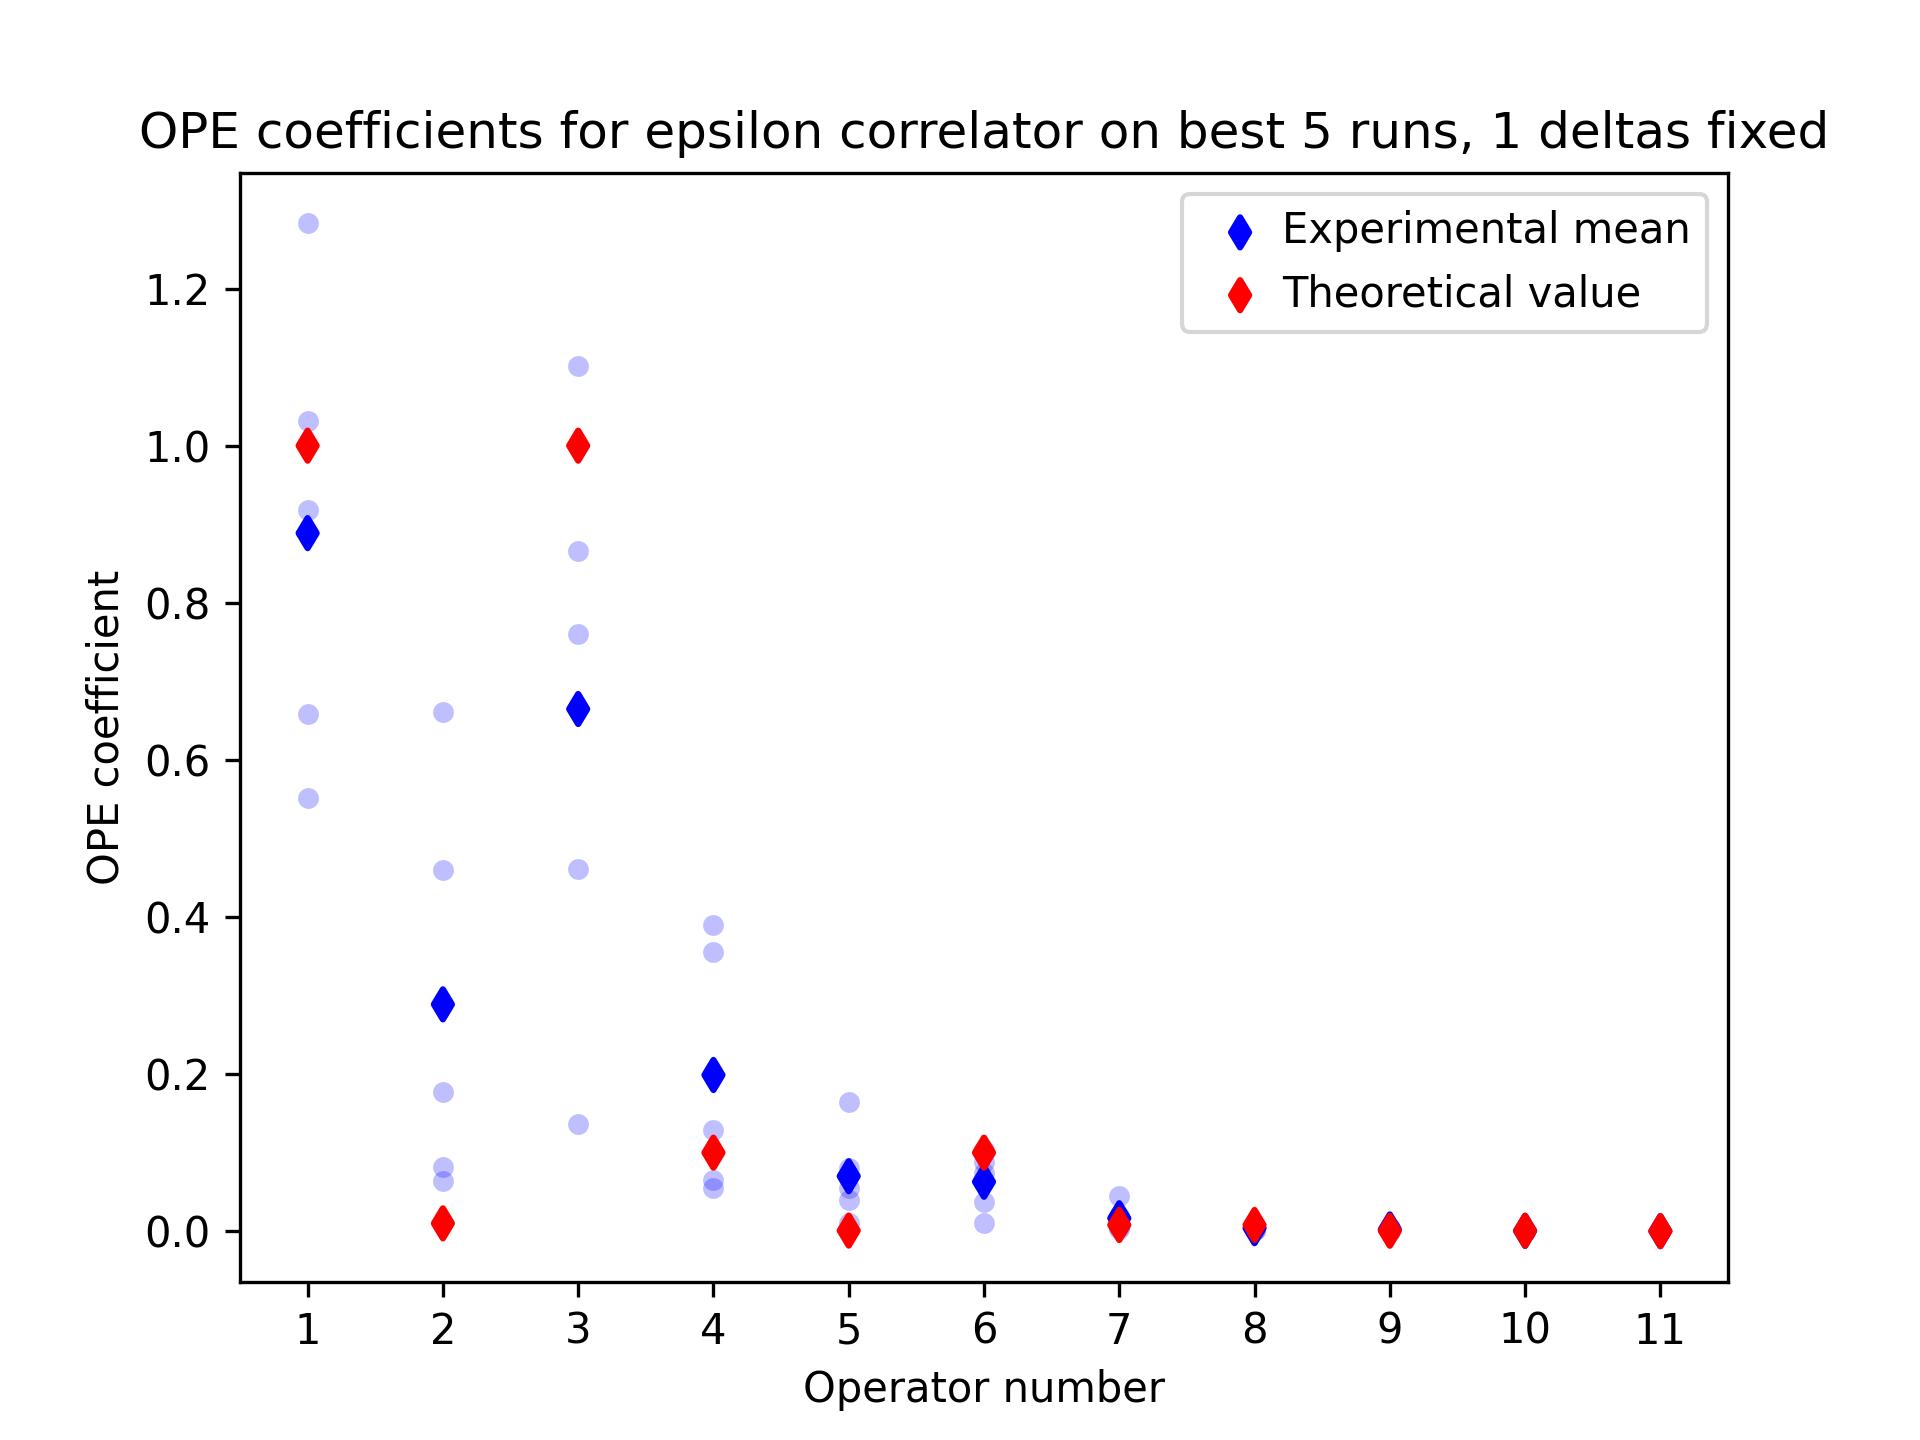 OPE coefficients for epsilon correlator on best 5 runs, 1 deltas fixed
Experimental mean
Theoretical value
OPE coefficient
1.2
1.0
0.8
0.6
0.4
0.2
0.0
1 2 3 4 5 6 7 8 9 10 11
Operator number